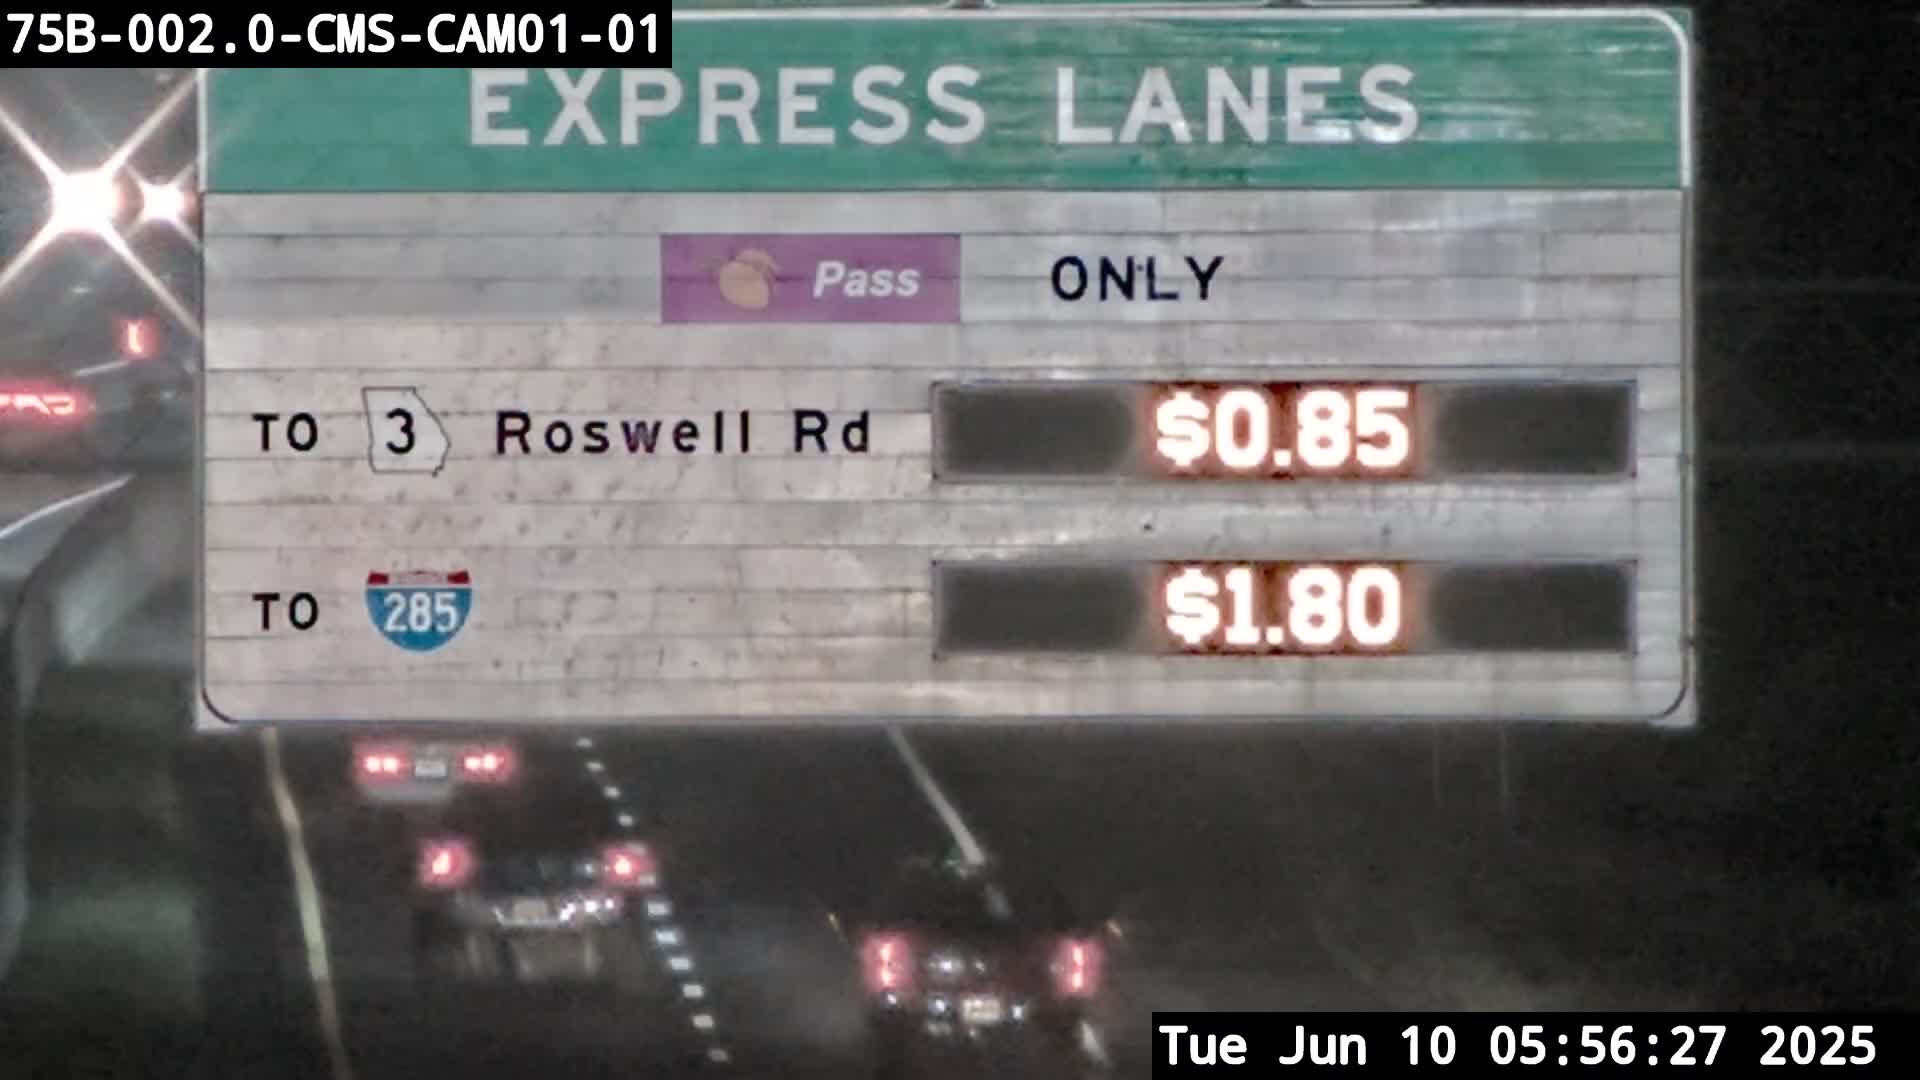 75B-002.0-CMS-CAM01-01
EXPRESS LANES
Pass ONLY
TO 3 Roswell Rd $0.85
TO 285 $1.80
Tue Jun 10 05:56:27 2025